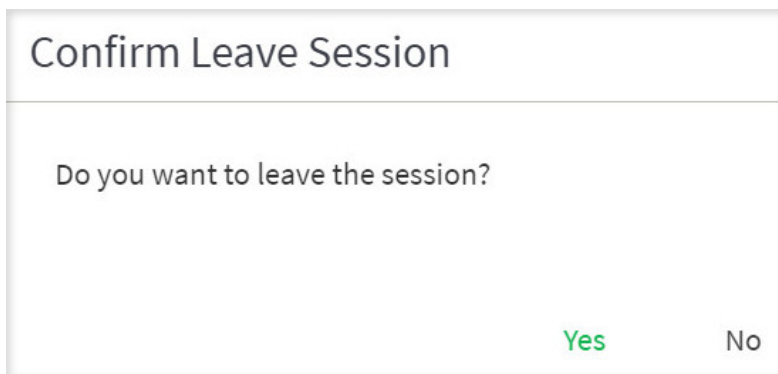 Confirm Leave Session
Do you want to leave the session?
Yes No